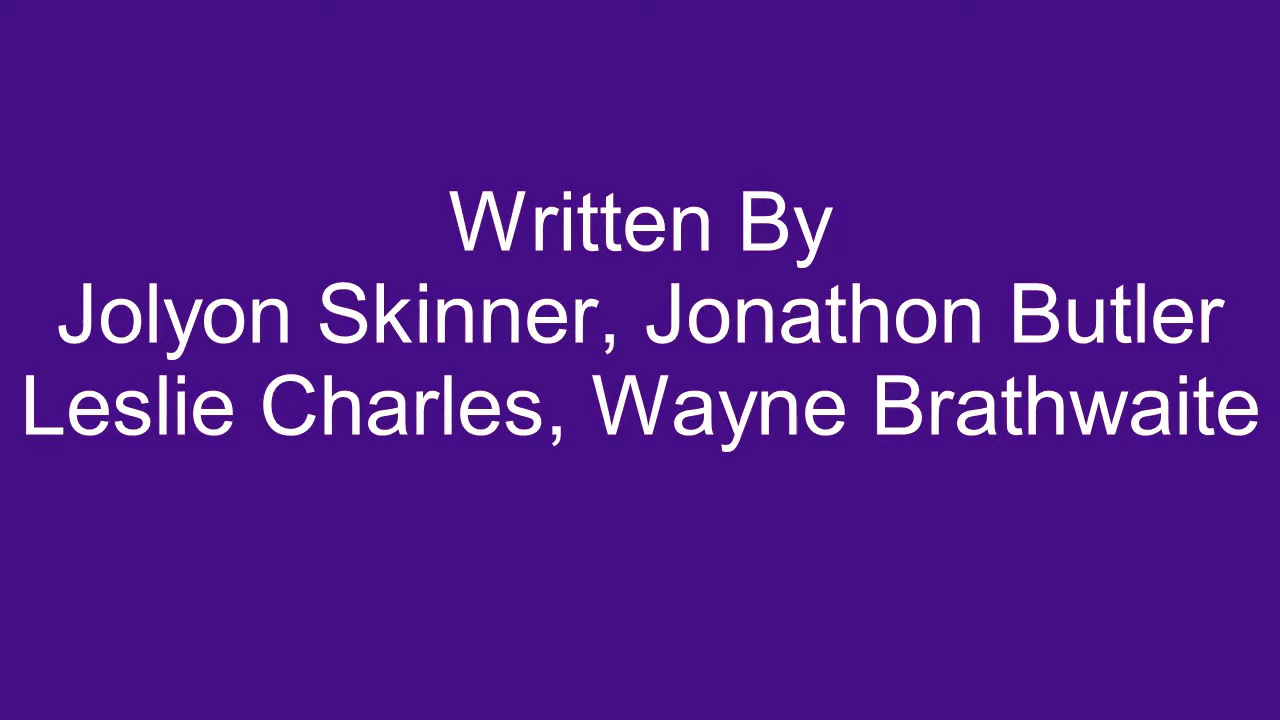 Written By
Jolyon Skinner, Jonathon Butler
Leslie Charles, Wayne Brathwaite